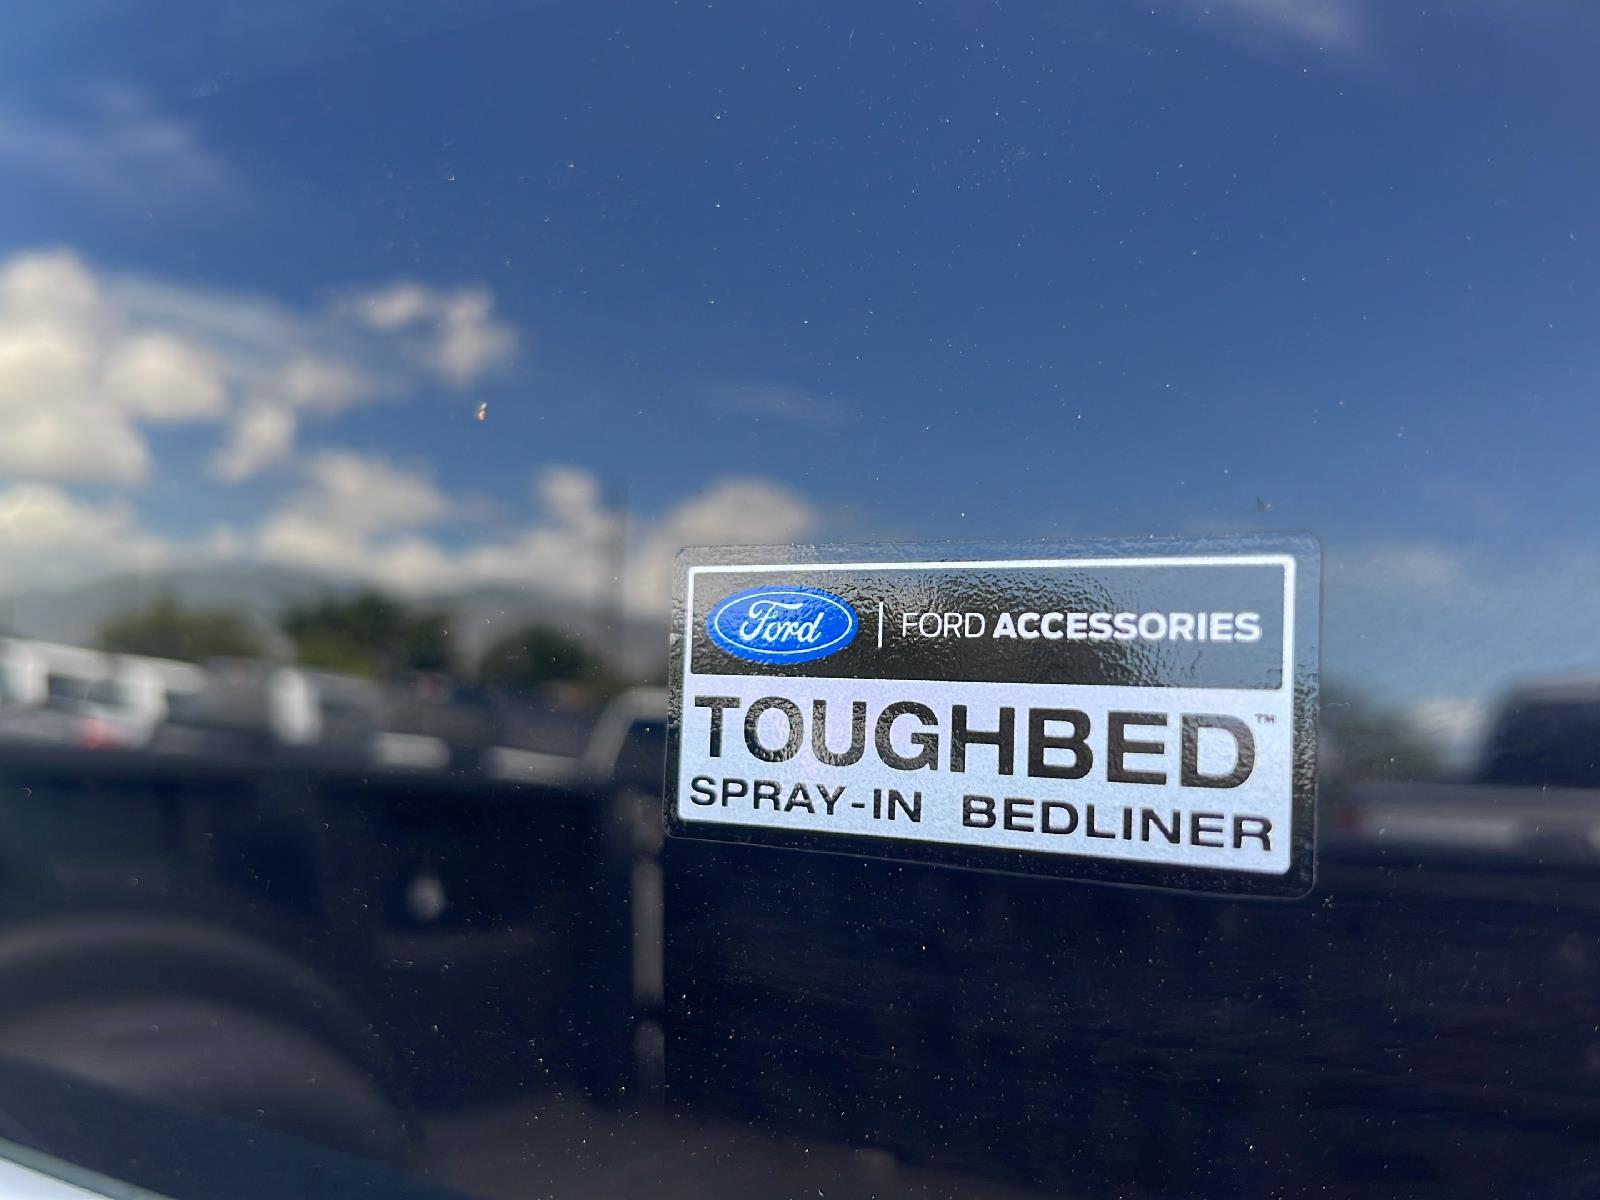 Ford | FORD ACCESSORIES
TOUGHBED™
SPRAY-IN BEDLINER